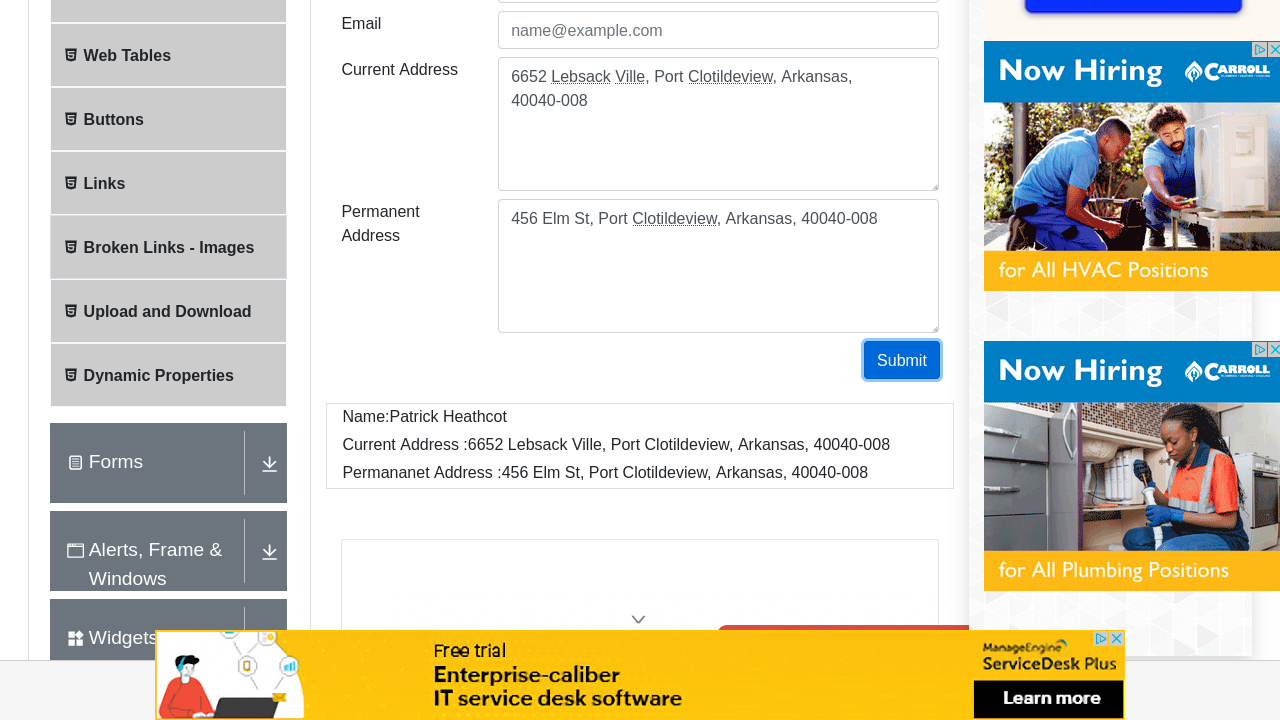 Email
name@example.com
Current Address
6652 Lebsack Ville, Port Clotildeview, Arkansas,
40040-008
Permanent
Address
456 Elm St, Port Clotildeview, Arkansas, 40040-008
Submit
Name:Patrick Heathcot
Current Address :6652 Lebsack Ville, Port Clotildeview, Arkansas, 40040-008
Permananet Address :456 Elm St, Port Clotildeview, Arkansas, 40040-008
Web Tables
Buttons
Links
Broken Links - Images
Upload and Download
Dynamic Properties
Forms
Alerts, Frame &
Windows
Widgets
Now Hiring
CARROLL
for All HVAC Positions
Now Hiring
CARROLL
for All Plumbing Positions
Free trial
Enterprise-caliber
IT service desk software
ManageEngine
ServiceDesk Plus
Learn more